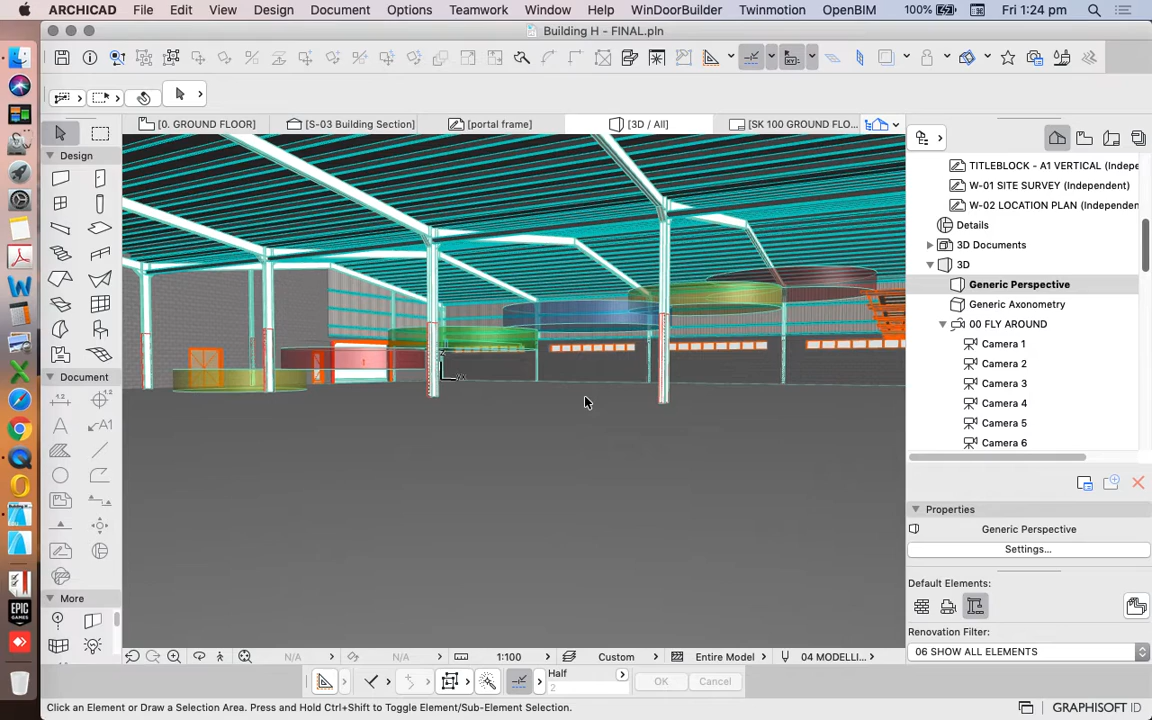 ARCHICAD File Edit View Design Document Options Teamwork Window Help WinDoorBuilder Twinmotion OpenBIM 100% Fri 1:24 pm
Building H - FINAL.pln
[0. GROUND FLOOR] [S-03 Building Section] [portal frame] [3D / All] [SK 100 GROUND FLO...
Design
TITLEBLOCK - A1 VERTICAL (Indepe
W-01 SITE SURVEY (Independent)
W-02 LOCATION PLAN (Independen
Details
3D Documents
3D
Generic Perspective
Generic Axonometry
00 FLY AROUND
Camera 1
Camera 2
Camera 3
Camera 4
Camera 5
Camera 6
Document
A1
Properties
Generic Perspective
Settings...
Default Elements:
Renovation Filter:
06 SHOW ALL ELEMENTS
More
EPIC GAMES
N/A N/A 1:100 Custom Entire Model 04 MODELLI...
Half
2
OK Cancel
Click an Element or Draw a Selection Area. Press and Hold Ctrl+Shift to Toggle Element/Sub-Element Selection.
GRAPHISOFT ID